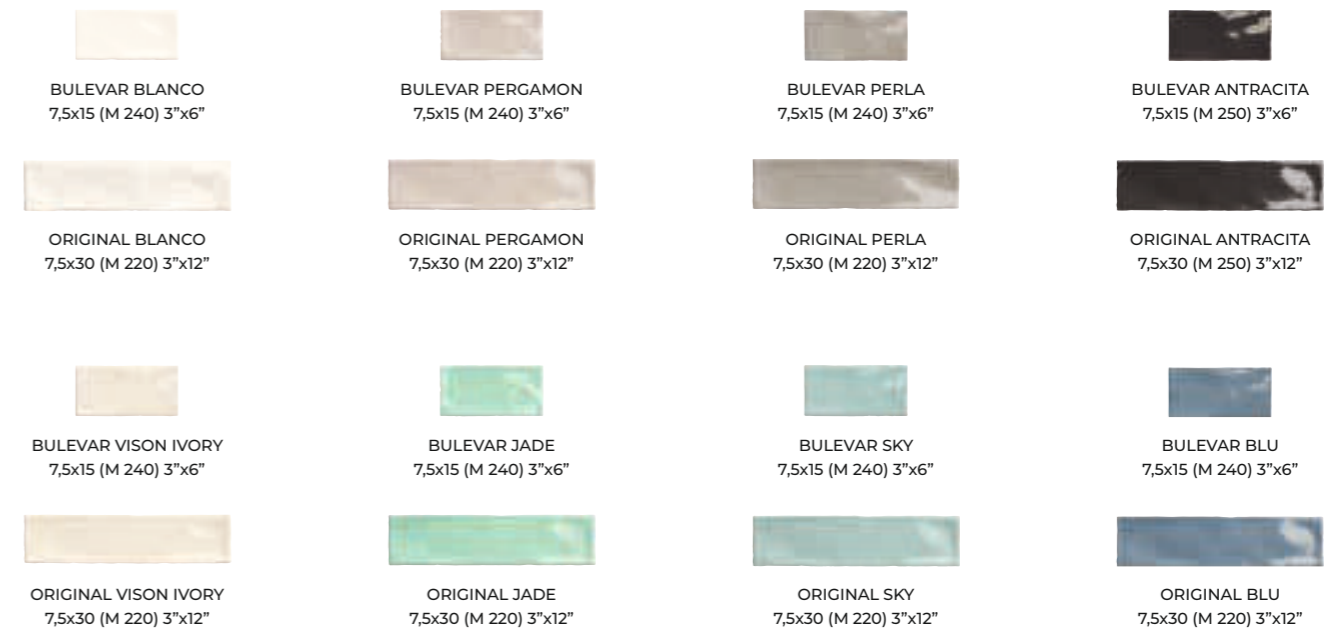 BULEVAR BLANCO
7,5x15 (M 240) 3”x6”
BULEVAR PERGAMON
7,5x15 (M 240) 3”x6”
BULEVAR PERLA
7,5x15 (M 240) 3”x6”
BULEVAR ANTRACITA
7,5x15 (M 250) 3”x6”
ORIGINAL BLANCO
7,5x30 (M 220) 3”x12”
ORIGINAL PERGAMON
7,5x30 (M 220) 3”x12”
ORIGINAL PERLA
7,5x30 (M 220) 3”x12”
ORIGINAL ANTRACITA
7,5x30 (M 250) 3”x12”
BULEVAR VISON IVORY
7,5x15 (M 240) 3”x6”
BULEVAR JADE
7,5x15 (M 240) 3”x6”
BULEVAR SKY
7,5x15 (M 240) 3”x6”
BULEVAR BLU
7,5x15 (M 240) 3”x6”
ORIGINAL VISON IVORY
7,5x30 (M 220) 3”x12”
ORIGINAL JADE
7,5x30 (M 220) 3”x12”
ORIGINAL SKY
7,5x30 (M 220) 3”x12”
ORIGINAL BLU
7,5x30 (M 220) 3”x12”